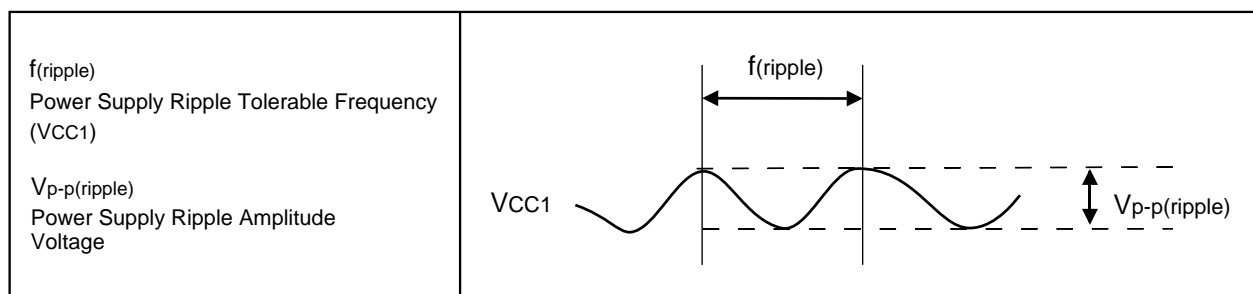 f(ripple)
Power Supply Ripple Tolerable Frequency
(VCC1)
Vp-p(ripple)
Power Supply Ripple Amplitude
Voltage
f(ripple)
VCC1
Vp-p(ripple)